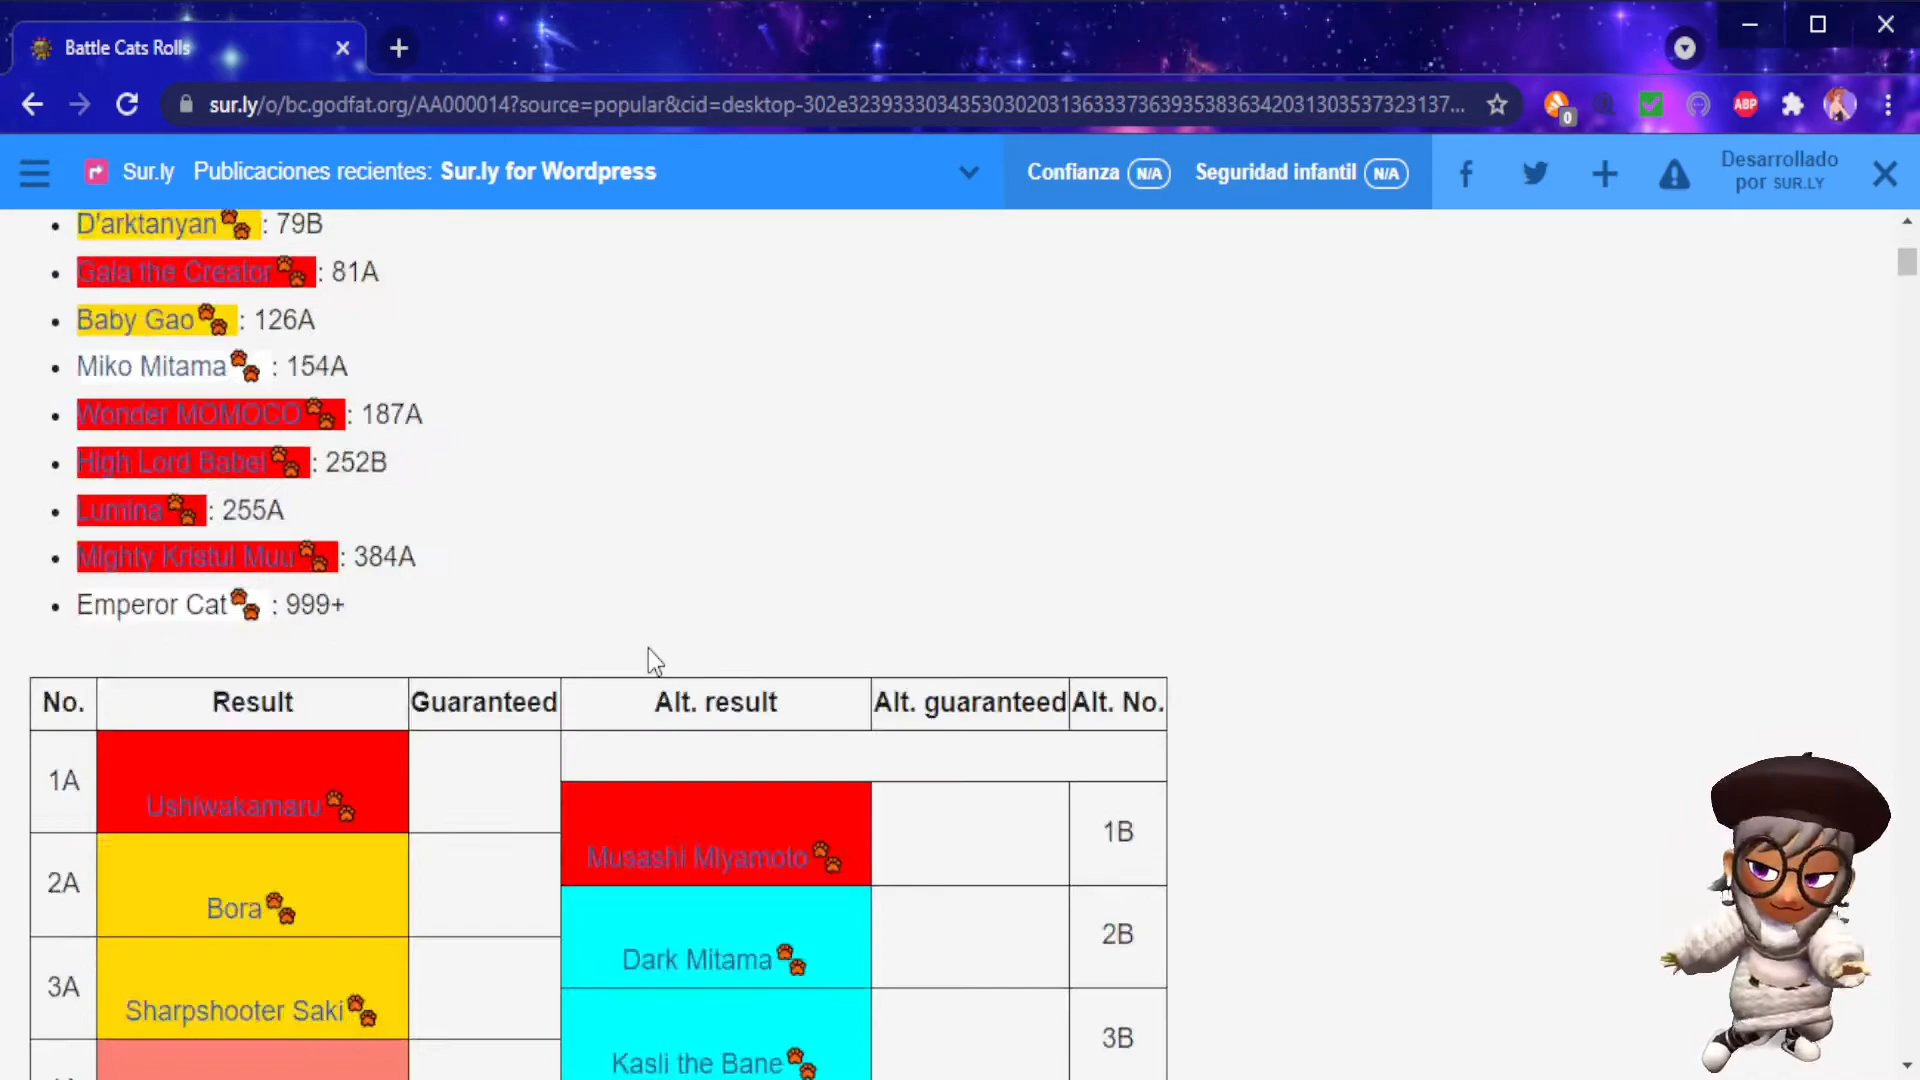 Battle Cats Rolls
sur.ly/o/bc.godfat.org/AA000014?source=popular&cid=desktop-302e323933303435303020313633373639353836342031303537323137...
0
ABP
Sur.ly Publicaciones recientes: Sur.ly for Wordpress
Confianza N/A Seguridad infantil N/A
Desarrollado
por SUR.LY
D'arktanyan : 79B
Gaia the Creator : 81A
Baby Gao : 126A
Miko Mitama : 154A
Wonder MOMOCO : 187A
High Lord Babel : 252B
Lumina : 255A
Mighty Kristul Muu : 384A
Emperor Cat : 999+
No. Result Guaranteed Alt. result Alt. guaranteed Alt. No.
1A Ushiwakamaru
Musashi Miyamoto 1B
2A Bora
Dark Mitama 2B
3A Sharpshooter Saki
Kasli the Bane 3B